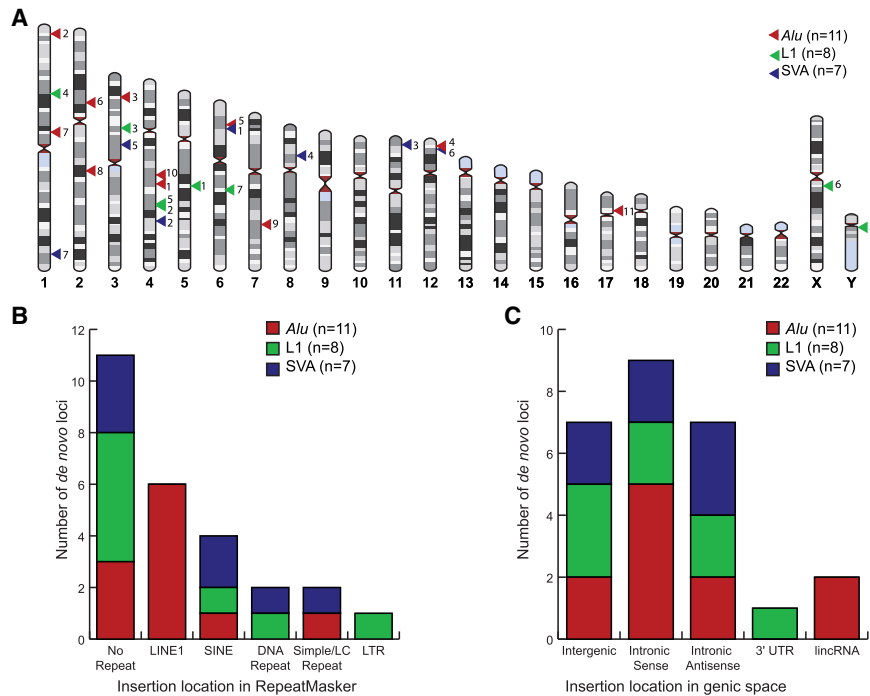 A
Alu (n=11)
L1 (n=8)
SVA (n=7)
2
4
7
7
6
8
3
3
5
10
1
5
2
2
1
5
1
7
9
4
3
4
6
11
6
1 2 3 4 5 6 7 8 9 10 11 12 13 14 15 16 17 18 19 20 21 22 X Y
B
Alu (n=11)
L1 (n=8)
SVA (n=7)
Number of de novo loci
12
10
8
6
4
2
0
No Repeat
LINE1
SINE
DNA Repeat
Simple/LC Repeat
LTR
Insertion location in RepeatMasker
C
Alu (n=11)
L1 (n=8)
SVA (n=7)
Number of de novo loci
10
8
6
4
2
0
Intergenic
Intronic Sense
Intronic Antisense
3' UTR
lincRNA
Insertion location in genic space